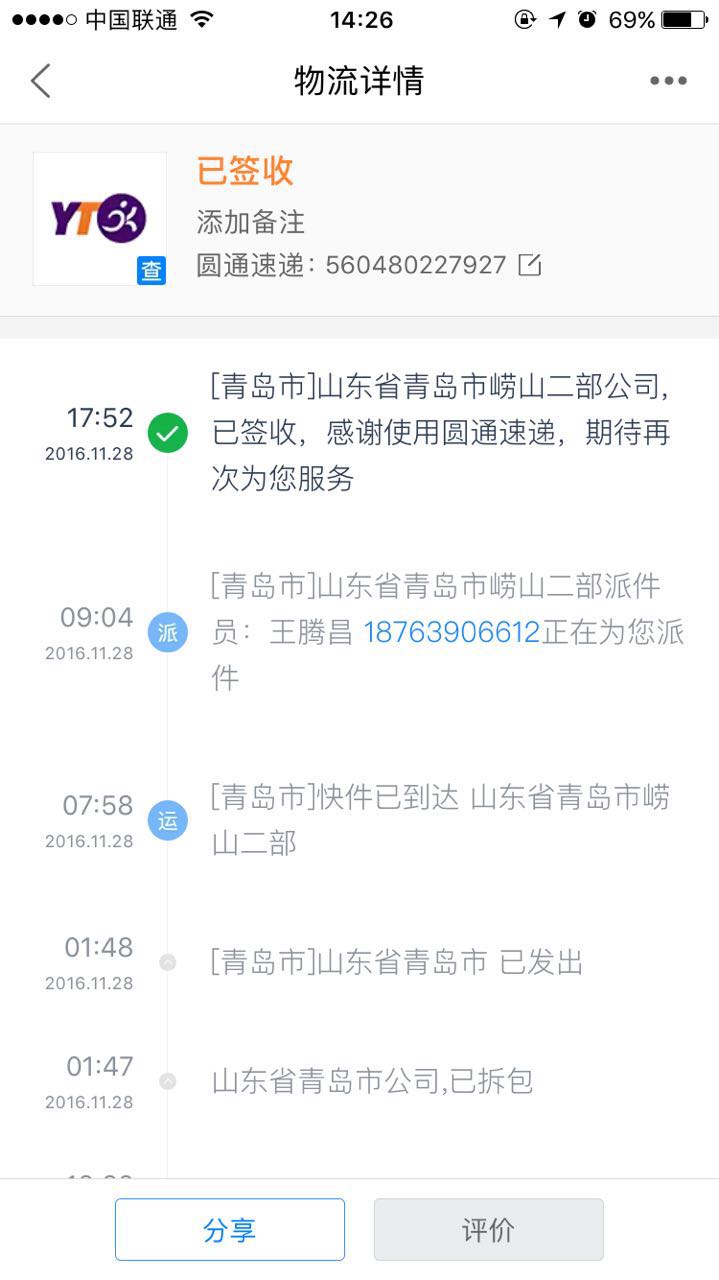 中国联通 14:26 69%
物流详情
YTO
查
已签收
添加备注
圆通速递：560480227927
[青岛市]山东省青岛市崂山二部公司,
17:52
已签收，感谢使用圆通速递，期待再
2016.11.28
次为您服务
[青岛市]山东省青岛市崂山二部派件
09:04
派
员：王腾昌 18763906612正在为您派
2016.11.28
件
[青岛市]快件已到达 山东省青岛市崂
07:58
运
山二部
2016.11.28
01:48
[青岛市]山东省青岛市 已发出
2016.11.28
01:47
山东省青岛市公司,已拆包
2016.11.28
分享
评价